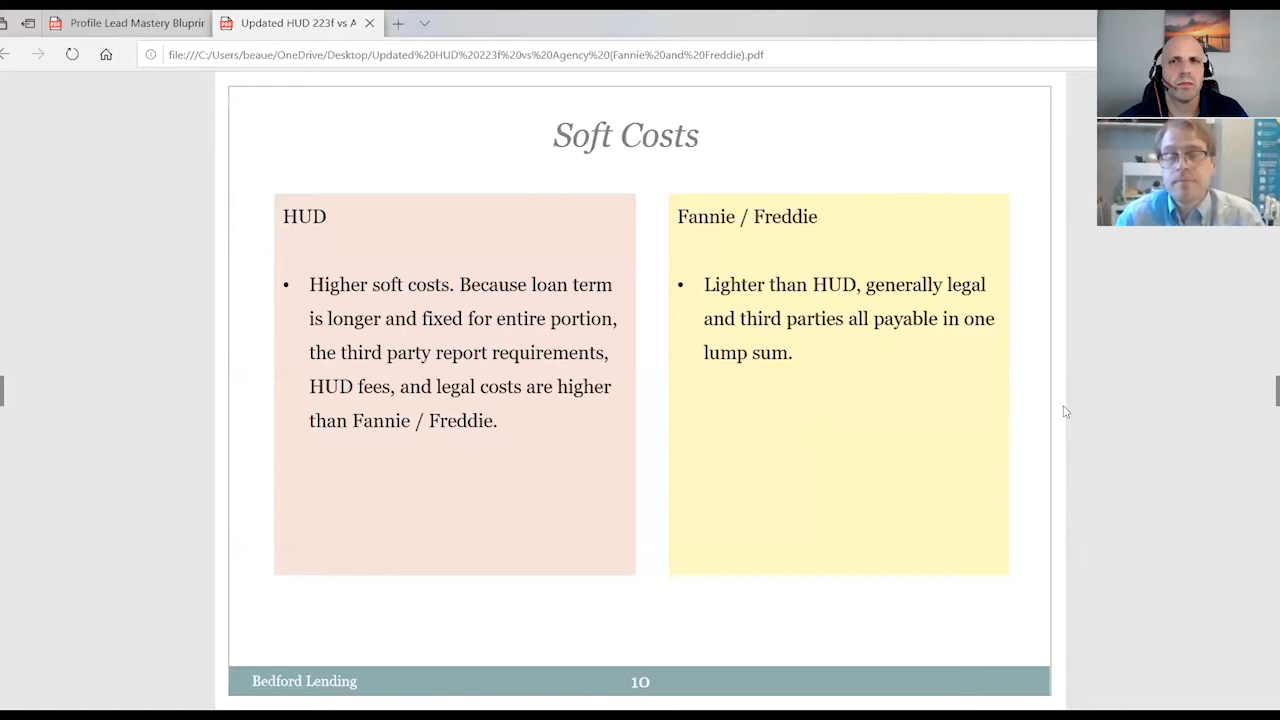 Profile Lead Mastery Bluprir
Updated HUD 223f vs A
file:///C:/Users/beaue/OneDrive/Desktop/Updated%20HUD%20223f%20vs%20Agency%20(Fannie%20and%20Freddie).pdf
Soft Costs
HUD
• Higher soft costs. Because loan term
is longer and fixed for entire portion,
the third party report requirements,
HUD fees, and legal costs are higher
than Fannie / Freddie.
Fannie / Freddie
• Lighter than HUD, generally legal
and third parties all payable in one
lump sum.
Bedford Lending
10